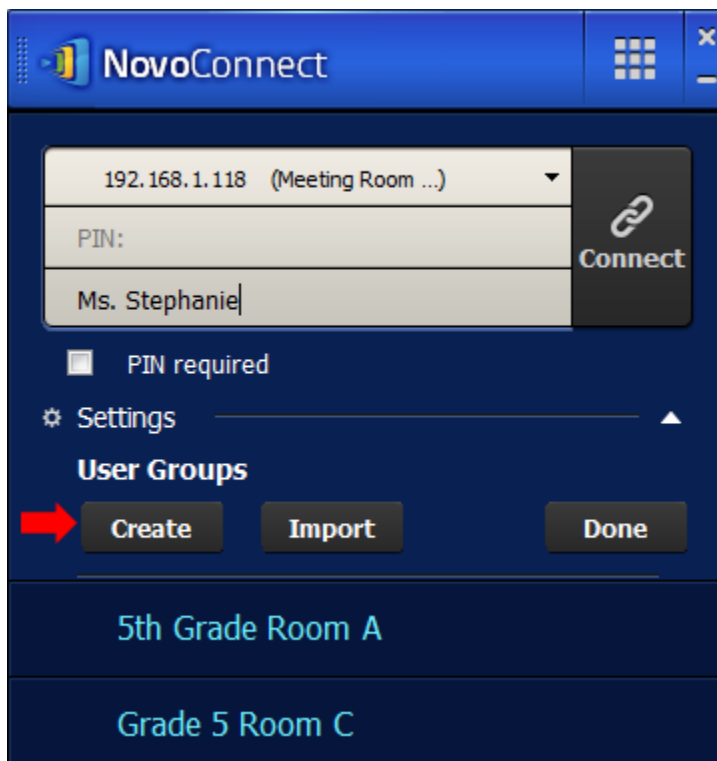 NovoConnect
192.168.1.118 (Meeting Room ...)
PIN:
Connect
Ms. Stephanie
PIN required
Settings
User Groups
Create Import Done
5th Grade Room A
Grade 5 Room C